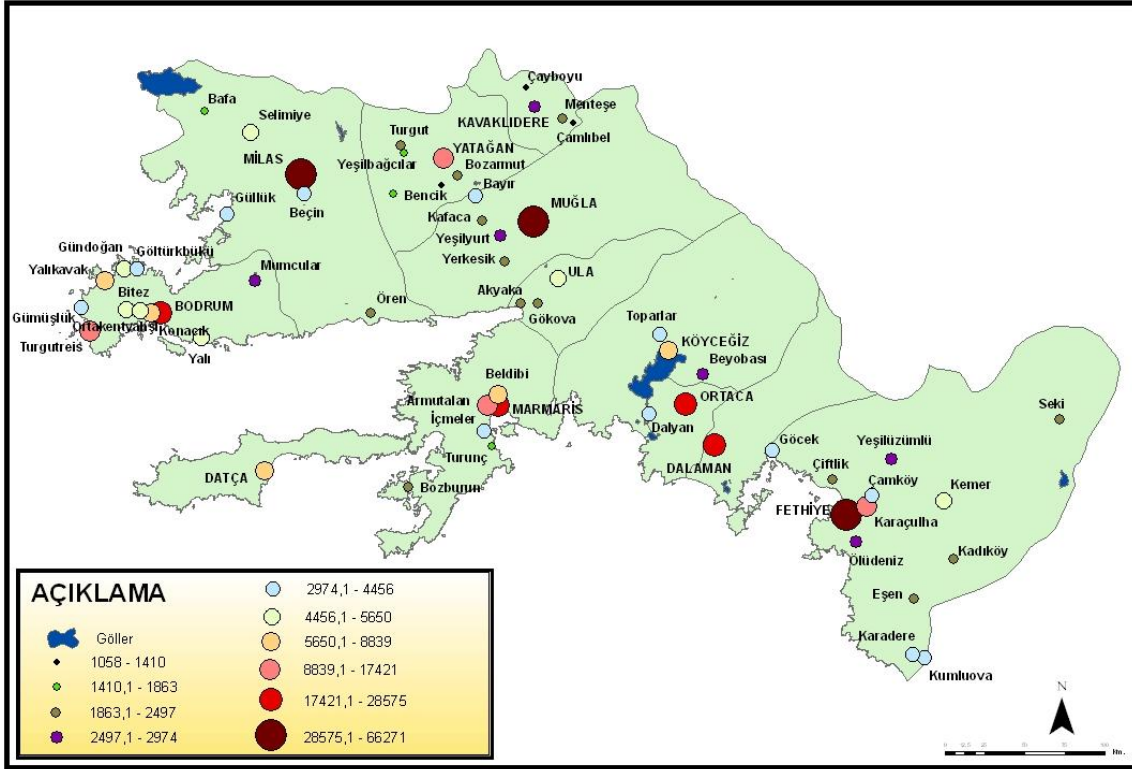 Çayboyu
Bafa
Selimiye
KAVAKLIDERE
Menteşe
Çamlıbel
Turgut
YATAĞAN
MİLAS
Yeşilbağcılar
Bozarmut
Bayır
Bencik
Güllük
Beçin
MUĞLA
Kafaca
Yeşilyurt
Gündoğan
Göltürkbükü
Yerkesik
Yalıkavak
Mumcular
ULA
Bitez
BODRUM
Ören
Akyaka
Gökova
Gümüşlük
Ortakentyahşi
Konacık
Toparlar
KÖYCEĞİZ
Turgutreis
Yalı
Beyobası
Beldibi
Armutalan
MARMARİS
ORTACA
Seki
İçmeler
Dalyan
Göcek
Yeşilüzümlü
Turunç
DALAMAN
Çiftlik
DATÇA
Çamköy
Kemer
Bozburun
FETHİYE
Karaçulha
Ölüdeniz
Kadıköy
Eşen
Karadere
Kumluova
AÇIKLAMA
Göller
1058 - 1410
1410,1 - 1863
1863,1 - 2497
2497,1 - 2974
2974,1 - 4456
4456,1 - 5650
5650,1 - 8839
8839,1 - 17421
17421,1 - 28575
28575,1 - 66271
N